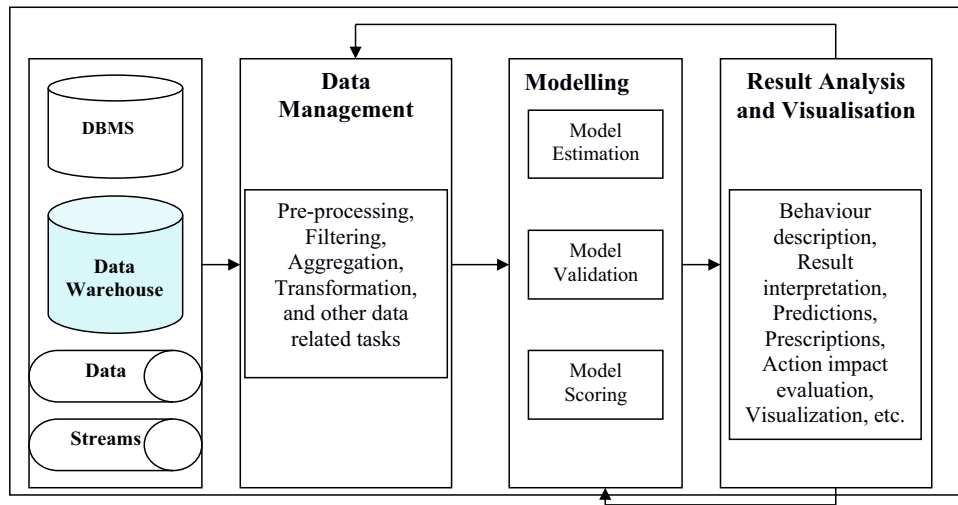 DBMS
Data
Warehouse
Data
Streams
Data
Management
Pre-processing,
Filtering,
Aggregation,
Transformation,
and other data
related tasks
Modelling
Model
Estimation
Model
Validation
Model
Scoring
Result Analysis
and Visualisation
Behaviour
description,
Result
interpretation,
Predictions,
Prescriptions,
Action impact
evaluation,
Visualization, etc.